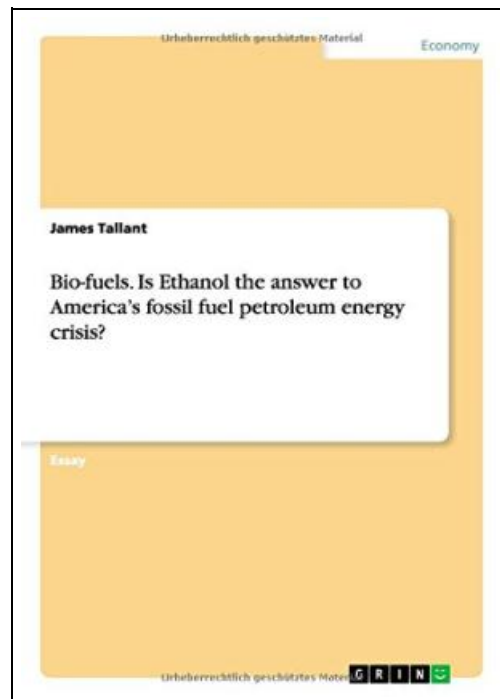 Urheberrechtlich geschütztes Material
Economy
James Tallant
Bio-fuels. Is Ethanol the answer to
America's fossil fuel petroleum energy
crisis?
Essay
Urheberrechtlich geschütztes Mater
G R I N